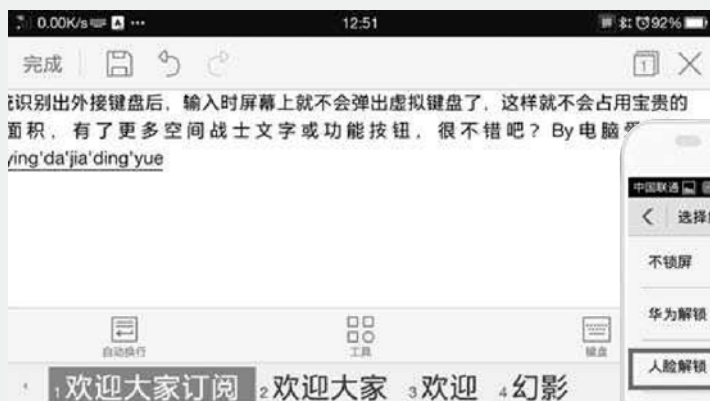 0.00K/s A ... 12:51 92%
完成 1
识别出外接键盘后，输入时屏幕上就不会弹出虚拟键盘了，这样就不会占用宝贵的
面积，有了更多空间战士文字或功能按钮，很不错吧？By电脑
ying'da'jia'ding'yue
中国联通
选择
不锁屏
华为解锁
人脸解锁
自动换行 工具 键盘
1欢迎大家订阅 2欢迎大家 3欢迎 4幻影